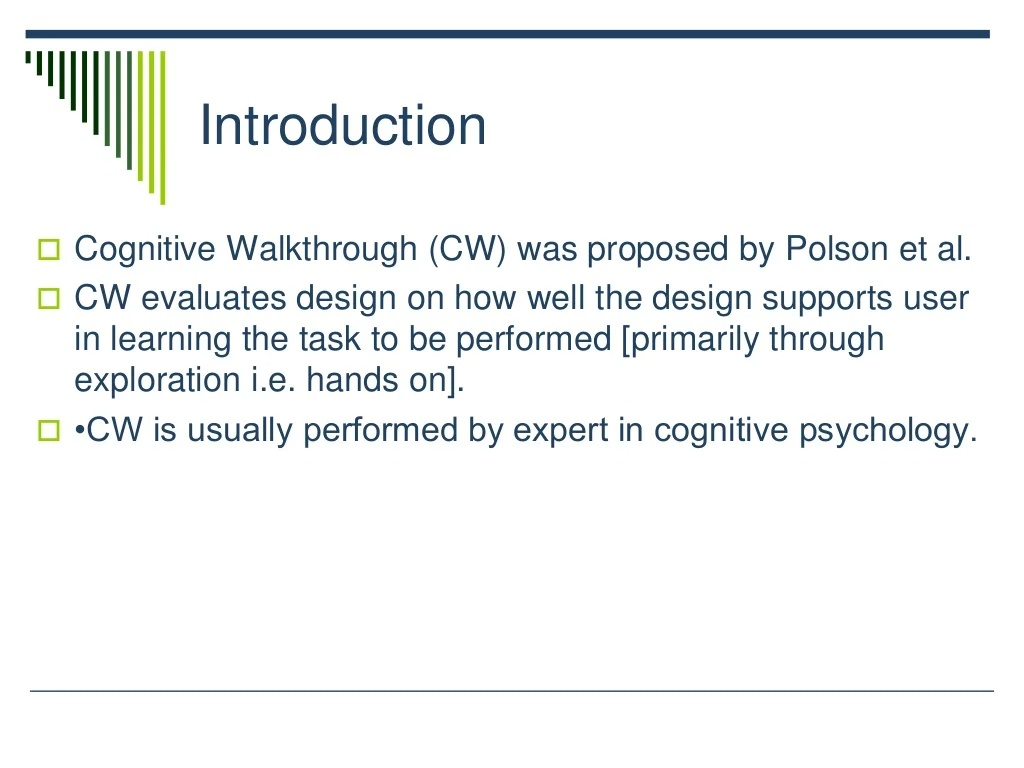 Introduction
Cognitive Walkthrough (CW) was proposed by Polson et al.
CW evaluates design on how well the design supports user
in learning the task to be performed [primarily through
exploration i.e. hands on].
•CW is usually performed by expert in cognitive psychology.